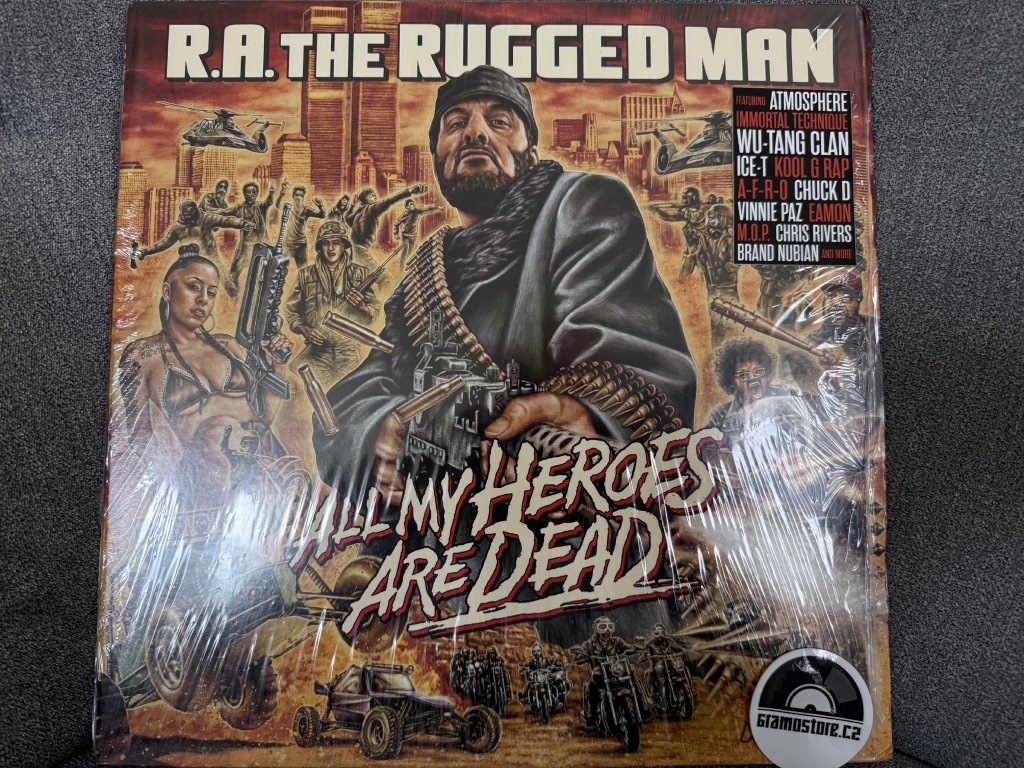 R.A. THE RUGGED MAN
FEATURING ATMOSPHERE
IMMORTAL TECHNIQUE
WU-TANG CLAN
ICE-T KOOL G RAP
A-F-R-O CHUCK D
VINNIE PAZ EAMON
M.O.P. CHRIS RIVERS
BRAND NUBIAN AND MORE
ALL MY HEROES
ARE DEAD
Gramostore.cz